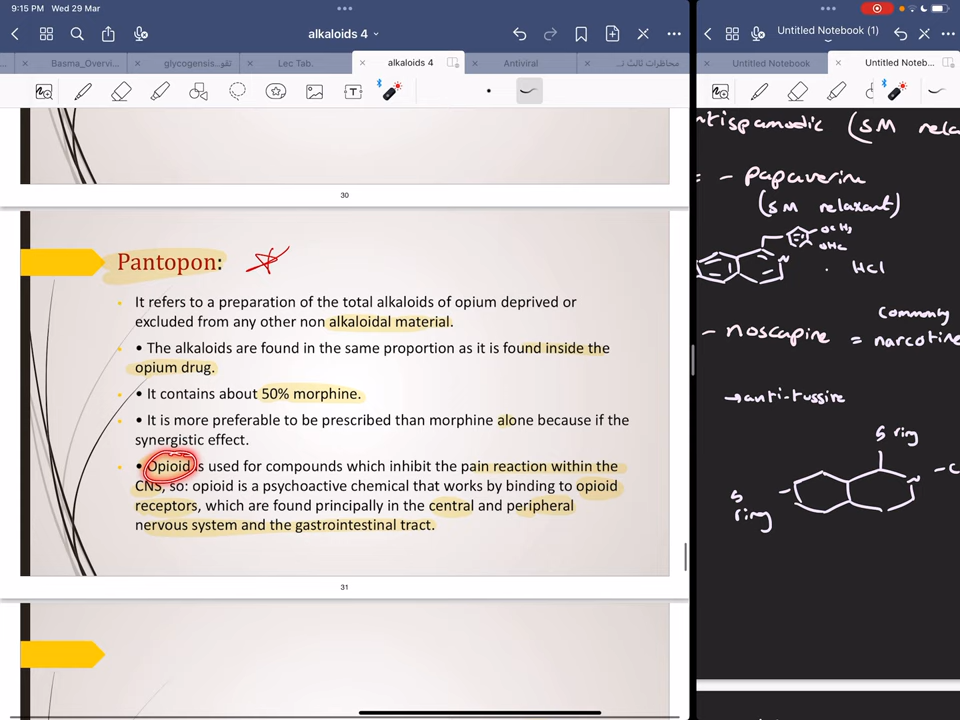 9:15 PM Wed 29 Mar
alkaloids 4
Untitled Notebook (1)
Basma_Overvi...
glycogensis..تقو
Lec Tab.
alkaloids 4
Antiviral
محاظرات ثالث ن...
Untitled Notebook
Untitled Noteb...
30
Pantopon:
It refers to a preparation of the total alkaloids of opium deprived or
excluded from any other non alkaloidal material.
• The alkaloids are found in the same proportion as it is found inside the
opium drug.
• It contains about 50% morphine.
• It is more preferable to be prescribed than morphine alone because if the
synergistic effect.
• Opioid is used for compounds which inhibit the pain reaction within the
CNS, so: opioid is a psychoactive chemical that works by binding to opioid
receptors, which are found principally in the central and peripheral
nervous system and the gastrointestinal tract.
31
ntispamodic (SM rela
- papaverine
(SM relaxant)
OCH3
N
. HCl
- noscapine = narcotine
commonly
→ anti-tussive
5 ring
N
- C
5
ring